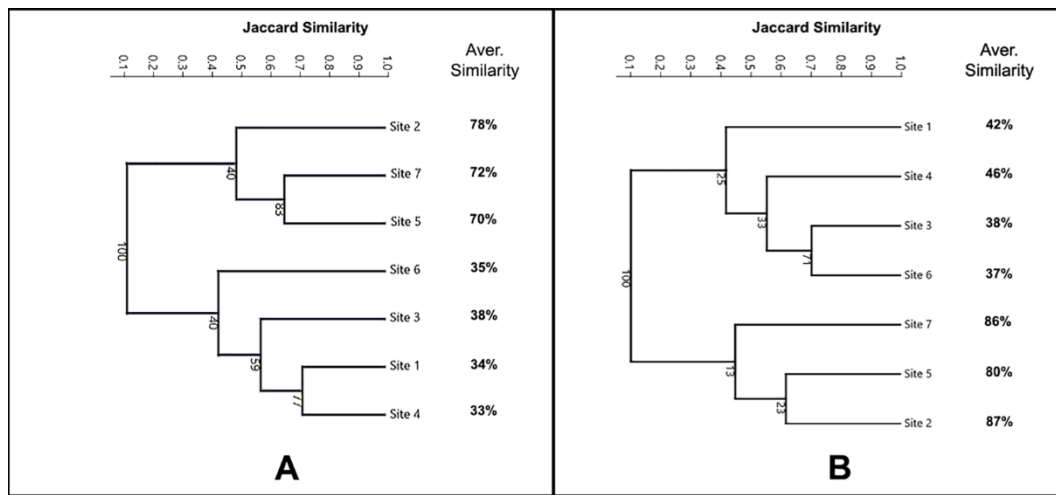 Jaccard Similarity
Aver.
Similarity
0.1 0.2 0.3 0.4 0.5 0.6 0.7 0.8 0.9 1.0
Site 2 78%
Site 7 72%
Site 5 70%
Site 6 35%
Site 3 38%
Site 1 34%
Site 4 33%
40
83
100
40
59
77
A
Jaccard Similarity
Aver.
Similarity
0.1 0.2 0.3 0.4 0.5 0.6 0.7 0.8 0.9 1.0
Site 1 42%
Site 4 46%
Site 3 38%
Site 6 37%
Site 7 86%
Site 5 80%
Site 2 87%
25
33
71
100
13
23
B